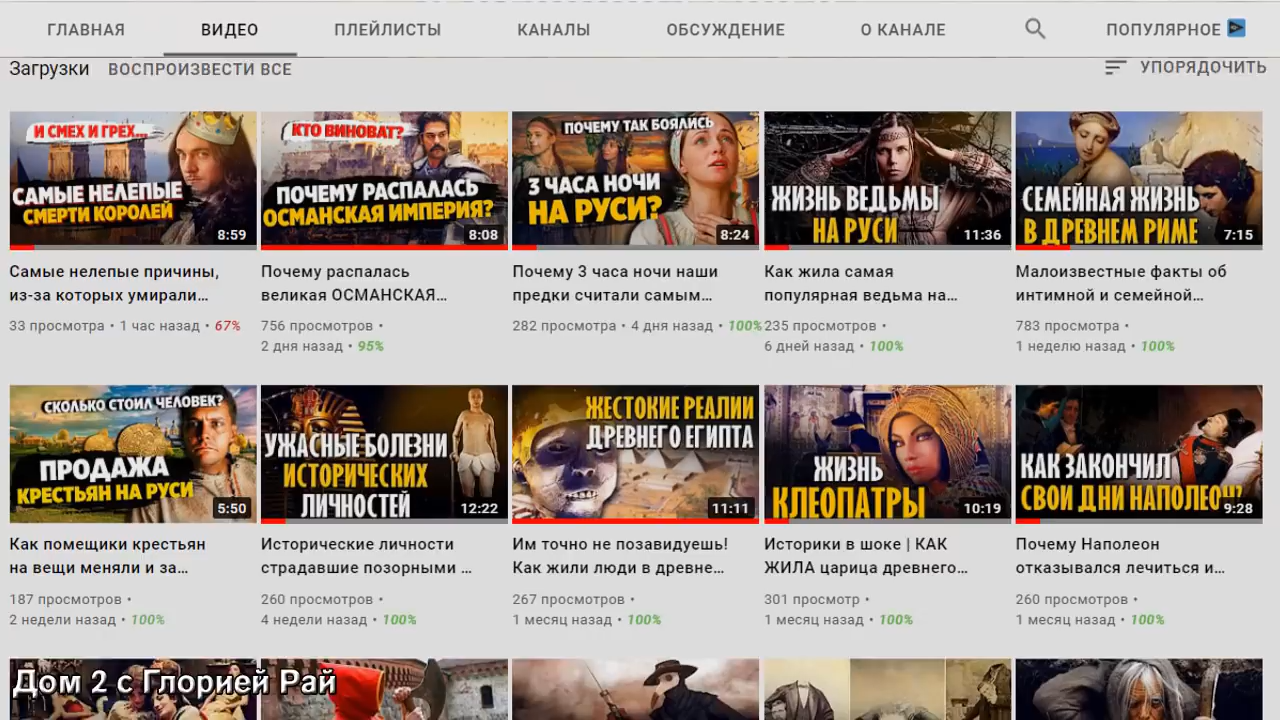 ГЛАВНАЯ ВИДЕО ПЛЕЙЛИСТЫ КАНАЛЫ ОБСУЖДЕНИЕ О КАНАЛЕ ПОПУЛЯРНОЕ
Загрузки ВОСПРОИЗВЕСТИ ВСЕ УПОРЯДОЧИТЬ
И СМЕХ И ГРЕХ...
САМЫЕ НЕЛЕПЫЕ
СМЕРТИ КОРОЛЕЙ
8:59
Самые нелепые причины,
из-за которых умирали…
33 просмотра • 1 час назад • 67%
КТО ВИНОВАТ?
ПОЧЕМУ РАСПАЛАСЬ
ОСМАНСКАЯ ИМПЕРИЯ?
8:08
Почему распалась
великая ОСМАНСКАЯ…
756 просмотров •
2 дня назад • 95%
ПОЧЕМУ ТАК БОЯЛИСЬ
3 ЧАСА НОЧИ
НА РУСИ?
8:24
Почему 3 часа ночи наши
предки считали самым…
282 просмотра • 4 дня назад • 100%
ЖИЗНЬ ВЕДЬМЫ
НА РУСИ
11:36
Как жила самая
популярная ведьма на…
235 просмотров •
6 дней назад • 100%
СЕМЕЙНАЯ ЖИЗНЬ
В ДРЕВНЕМ РИМЕ
7:15
Малоизвестные факты об
интимной и семейной…
783 просмотра •
1 неделю назад • 100%
СКОЛЬКО СТОИЛ ЧЕЛОВЕК?
ПРОДАЖА
КРЕСТЬЯН НА РУСИ
5:50
Как помещики крестьян
на вещи меняли и за…
187 просмотров •
2 недели назад • 100%
УЖАСНЫЕ БОЛЕЗНИ
ИСТОРИЧЕСКИХ
ЛИЧНОСТЕЙ
12:22
Исторические личности
страдавшие позорными …
260 просмотров •
4 недели назад • 100%
ЖЕСТОКИЕ РЕАЛИИ
ДРЕВНЕГО ЕГИПТА
11:11
Им точно не позавидуешь!
Как жили люди в древне…
267 просмотров •
1 месяц назад • 100%
ЖИЗНЬ
КЛЕОПАТРЫ
10:19
Историки в шоке | КАК
ЖИЛА царица древнего…
301 просмотр •
1 месяц назад • 100%
КАК ЗАКОНЧИЛ
СВОИ ДНИ НАПОЛЕОН?
9:28
Почему Наполеон
отказывался лечиться и…
260 просмотров •
1 месяц назад • 100%
Дом 2 с Глорией Рай